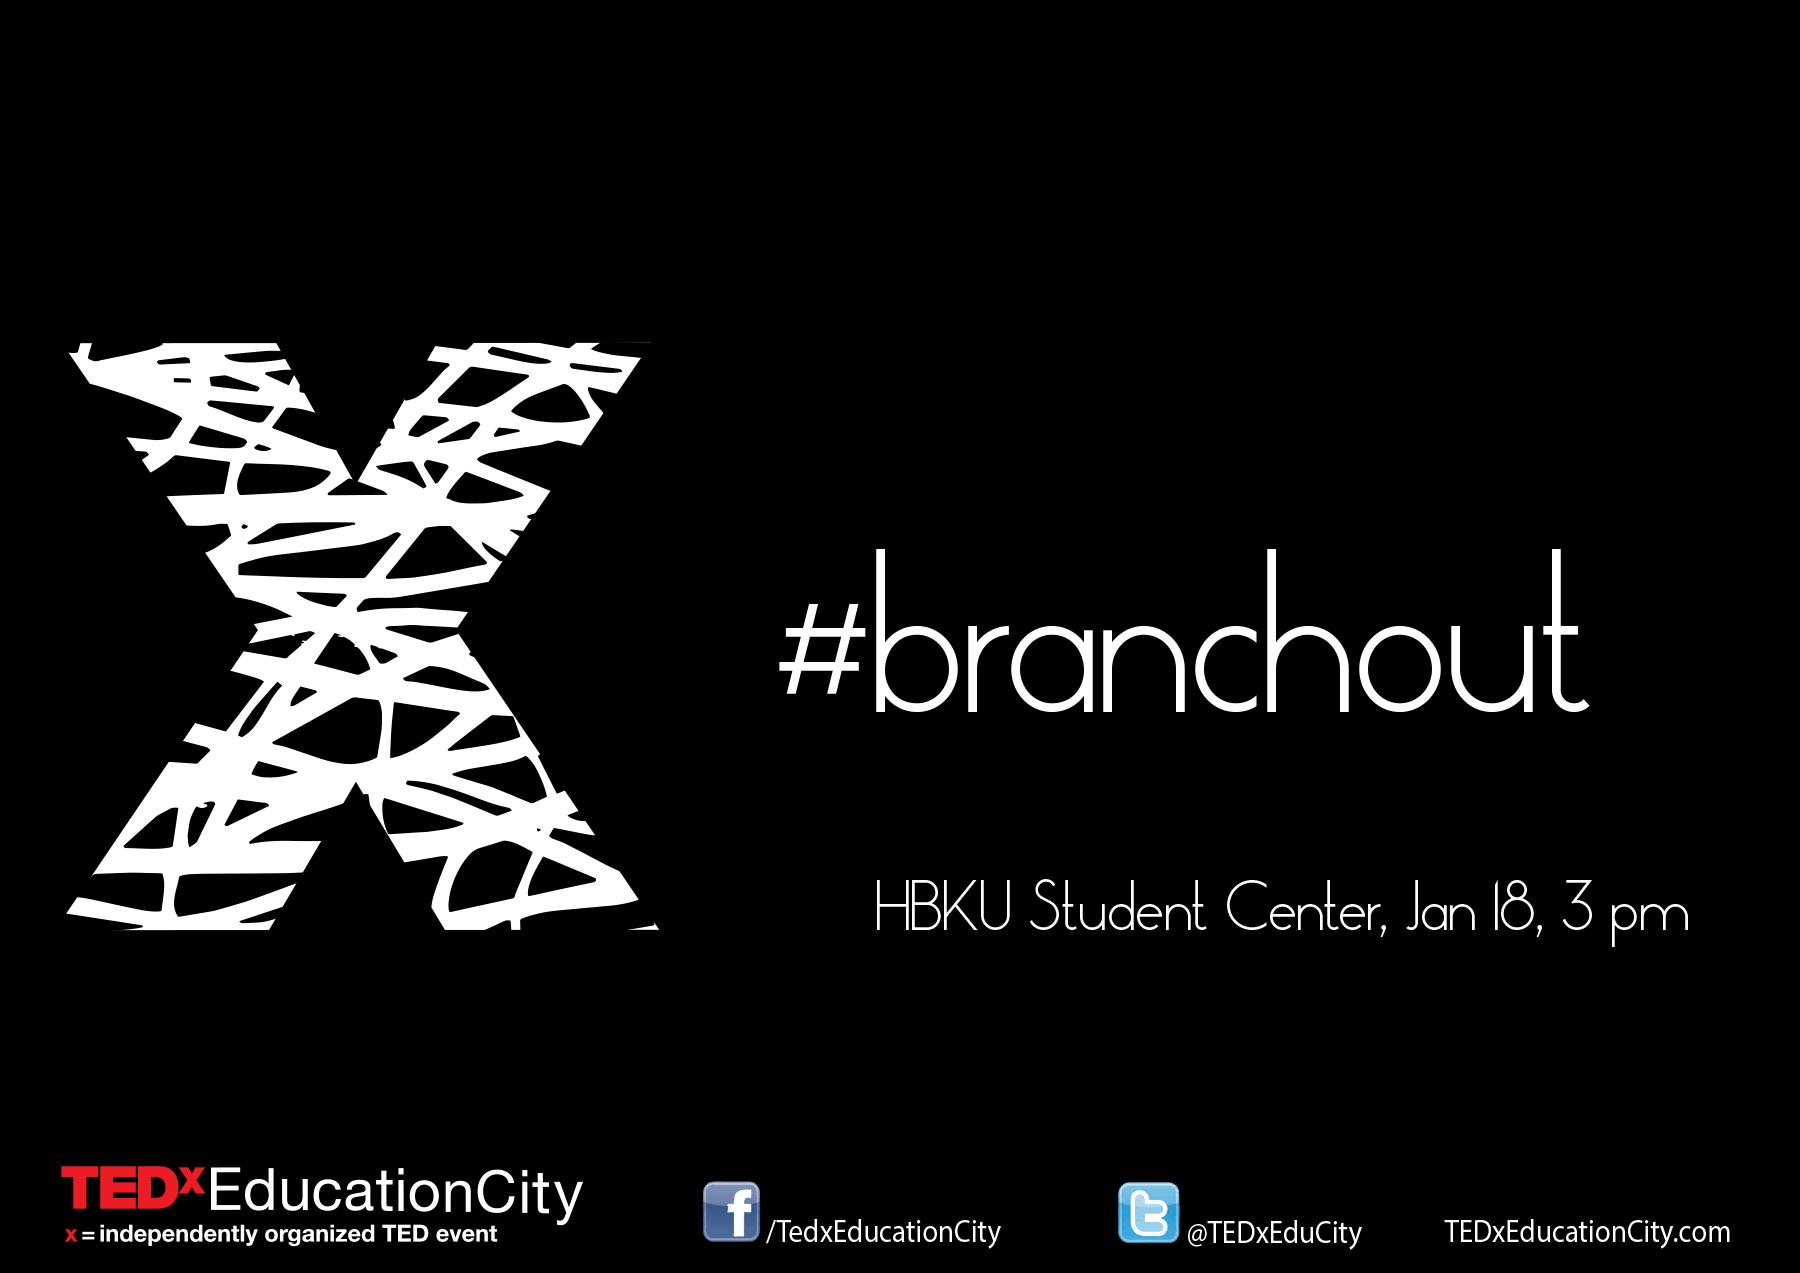 #branchout
HBKU Student Center, Jan 18, 3 pm
TEDxEducationCity
x = independently organized TED event
/TedxEducationCity
@TEDxEduCity
TEDxEducationCity.com